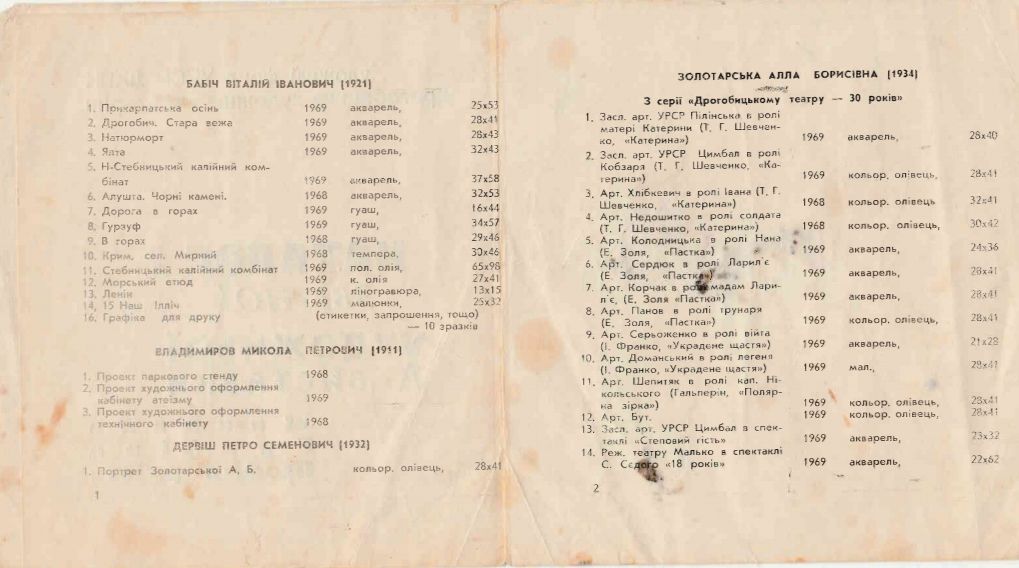 БАБІЧ ВІТАЛІЙ ІВАНОВИЧ (1921)
1. Прикарпатська осінь 1969 акварель, 25х53
2. Дрогобич. Стара вежа 1969 акварель, 28х41
3. Натюрморт 1969 акварель, 28х43
4. Ялта 1969 акварель, 32х43
5. Н-Стебницький калійний ком-
бінат 1969 акварель, 37х58
6. Алушта. Чорні камені. 1968 акварель, 32х53
7. Дорога в горах 1969 гуаш, 16х44
8. Гурзуф 1969 гуаш, 34х57
9. В горах 1968 гуаш, 29х46
10. Крим, сел. Мирний 1968 темпера, 30х46
11. Стебницький калійний комбінат 1969 пол. олія, 65х98
12. Морський етюд 1969 к. олія 27х41
13. Ленін 1969 ліногравюра, 13х15
14, 15 Наш Ілліч 1969 малюнки, 25х32
16. Графіка для друку (етикетки, запрошення, тощо)
— 10 зразків
ВЛАДИМИРОВ МИКОЛА ПЕТРОВИЧ (1911)
1. Проект паркового стенду 1968
2. Проект художнього оформлення
кабінету атеїзму 1969
3. Проект художнього оформлення
технічного кабінету 1968
ДЕРВІШ ПЕТРО СЕМЕНОВИЧ (1932)
1. Портрет Золотарської А, Б. кольор. олівець, 28х41
1
ЗОЛОТАРСЬКА АЛЛА БОРИСІВНА (1934)
З серії «Дрогобицькому театру — 30 років»
1. Засл. арт. УРСР Пілінська в ролі
матері Катерини (Т. Г. Шевчен-
ко, «Катерина») 1969 акварель, 28х40
2. Засл. арт. УРСР Цимбал в ролі
Кобзаря (Т. Г. Шевченко, «Ка-
терина») 1969 кольор. олівець, 28х41
3. Арт. Хлібкевич в ролі Івана (Т. Г.
Шевченко, «Катерина») 1968 кольор. олівець 32х41
4. Арт. Недошитко в ролі солдата
(Т. Г. Шевченко, «Катерина») 1968 кольор. олівець, 30х42
5. Арт. Колодницька в ролі Нана
(Е. Золя, «Пастка») 1969 акварель, 24х36
6. Арт. Сердюк в ролі Ларил'є
(Е. Золя, «Пастка») 1969 акварель, 28х41
7. Арт. Корчак в ролі мадам Лари-
л'є, (Е. Золя «Пастка») 1969 акварель, 28х41
8. Арт. Панов в ролі трунаря
(Е, Золя, «Пастка») 1969 кольор. олівець, 28х41
9. Арт. Серьоженко в ролі війта
(І. Франко, «Украдене щастя») 1969 акварель, 21х28
10. Арт. Доманський в ролі легеня
(І. Франко, «Украдене щастя») 1969 мал., 28х41
11. Арт. Шепитяк в ролі кап. Ні-
кольського (Гальперін, «Поляр-
на зірка») 1969 кольор. олівець, 28х41
12. Арт. Бут. 1969 кольор. олівець, 28х41
13. Засл. арт. УРСР Цимбал в спек-
таклі «Степовий гість» 1969 акварель, 23х32
14. Реж. театру Малько в спектаклі
С. Сєдого «18 років» 1969 акварель, 22х62
2